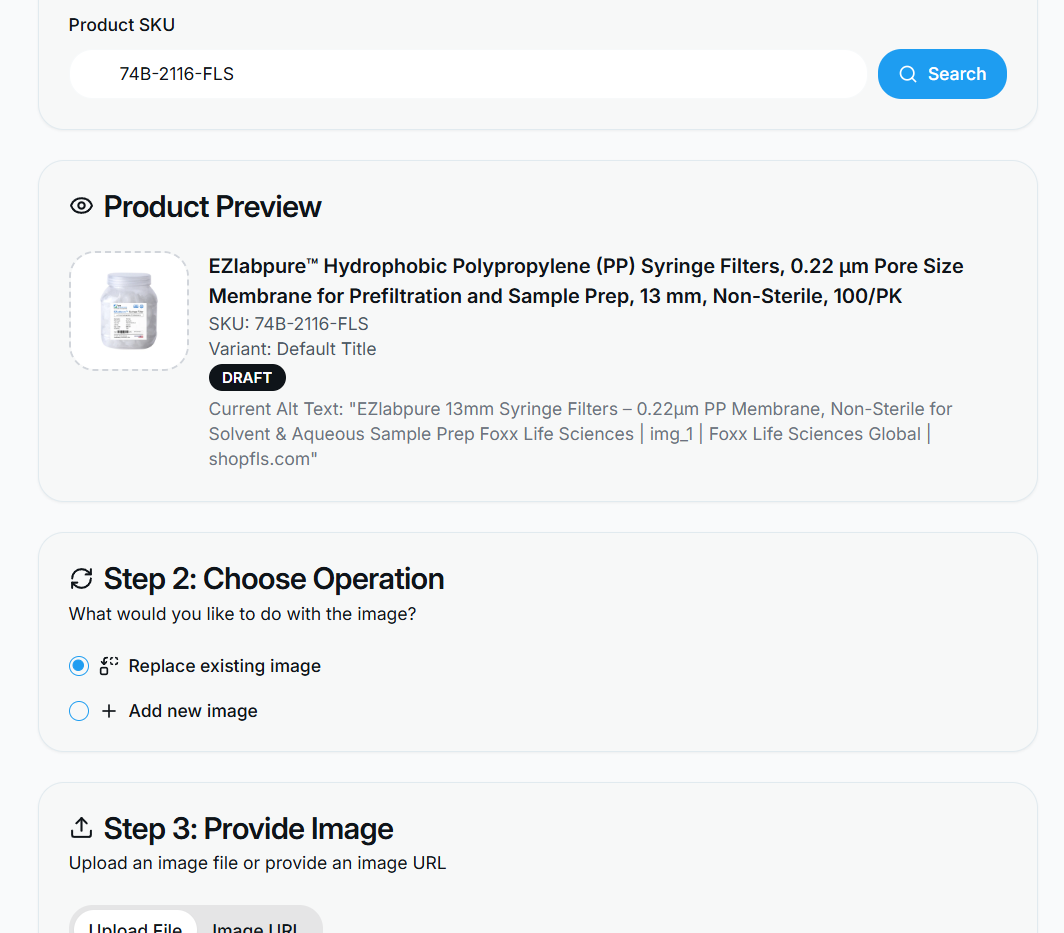 Product SKU
74B-2116-FLS
Search
Product Preview
EZlabpure™ Hydrophobic Polypropylene (PP) Syringe Filters, 0.22 µm Pore Size
Membrane for Prefiltration and Sample Prep, 13 mm, Non-Sterile, 100/PK
SKU: 74B-2116-FLS
Variant: Default Title
DRAFT
Current Alt Text: "EZlabpure 13mm Syringe Filters – 0.22µm PP Membrane, Non-Sterile for
Solvent & Aqueous Sample Prep Foxx Life Sciences | img_1 | Foxx Life Sciences Global |
shopfls.com"
Step 2: Choose Operation
What would you like to do with the image?
Replace existing image
Add new image
Step 3: Provide Image
Upload an image file or provide an image URL
Upload File
Image URL